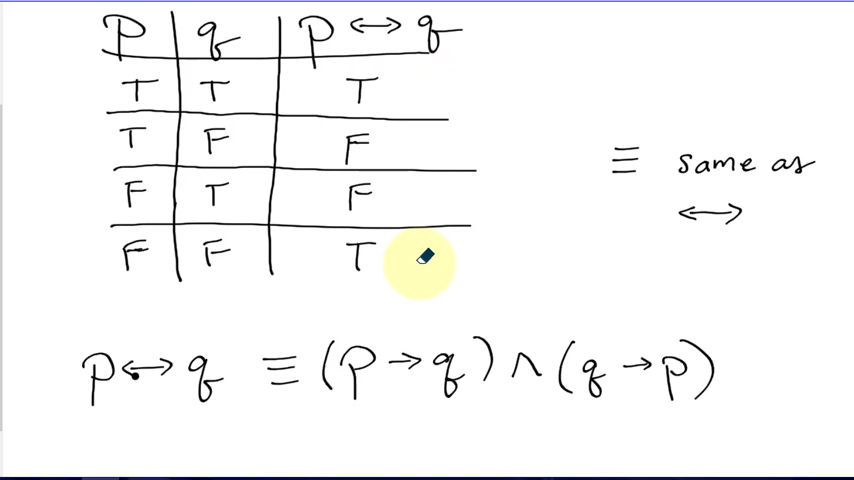 p q p ↔ q
T T T
T F F
F T F
F F T
≡ same as
↔
p ↔ q ≡ (p → q) ∧ (q → p)